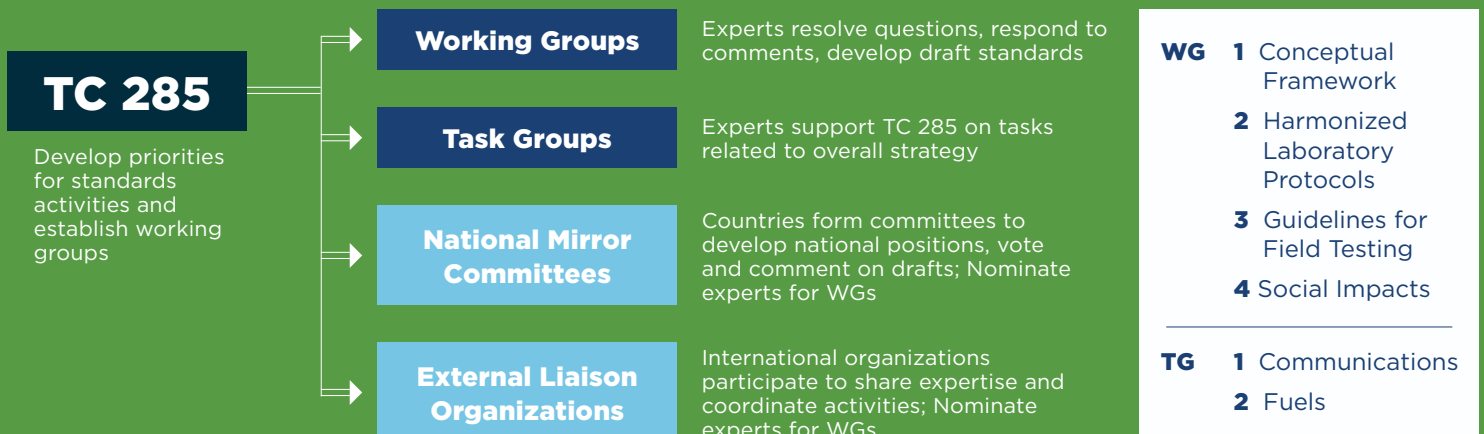 TC 285
Develop priorities
for standards
activities and
establish working
groups
Working Groups
Experts resolve questions, respond to
comments, develop draft standards
Task Groups
Experts support TC 285 on tasks
related to overall strategy
National Mirror
Committees
Countries form committees to
develop national positions, vote
and comment on drafts; Nominate
experts for WGs
External Liaison
Organizations
International organizations
participate to share expertise and
coordinate activities; Nominate
experts for WGs
WG 1 Conceptual
Framework
2 Harmonized
Laboratory
Protocols
3 Guidelines for
Field Testing
4 Social Impacts
TG 1 Communications
2 Fuels